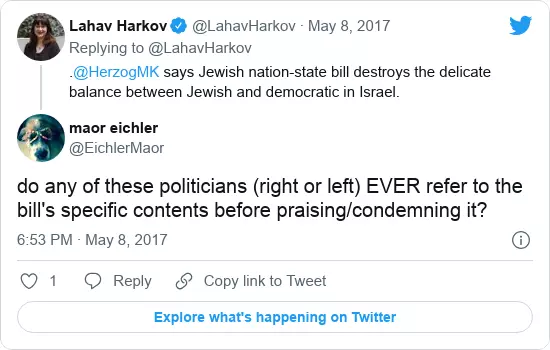 Lahav Harkov @LahavHarkov · May 8, 2017
Replying to @LahavHarkov
.@HerzogMK says Jewish nation-state bill destroys the delicate
balance between Jewish and democratic in Israel.
maor eichler
@EichlerMaor
do any of these politicians (right or left) EVER refer to the
bill's specific contents before praising/condemning it?
6:53 PM · May 8, 2017
1 Reply Copy link to Tweet
Explore what's happening on Twitter